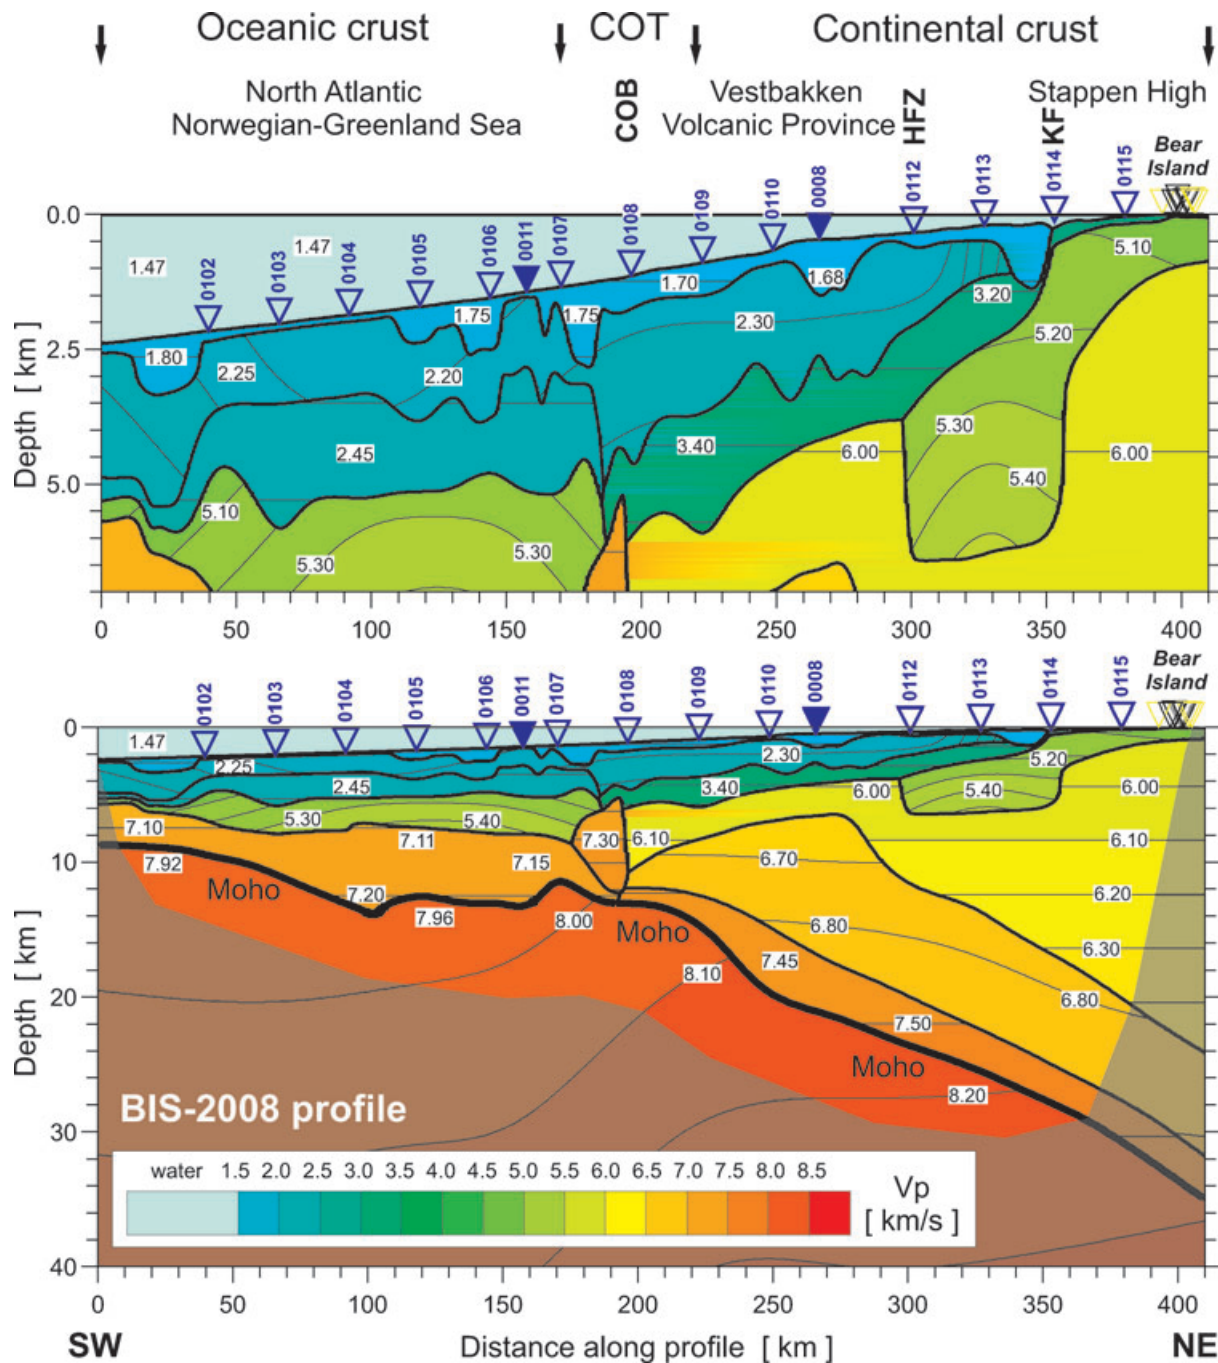 Oceanic crust COT Continental crust
North Atlantic
Norwegian-Greenland Sea
COB
Vestbakken
Volcanic Province
HFZ
KF
Stappen High
Bear
Island
0102 0103 0104 0105 0106 0011 0107 0108 0109 0110 0008 0112 0113 0114 0115
Depth [ km ]
0.0
2.5
5.0
1.47 1.47
1.80 2.25 1.75 1.75 1.70 1.68 5.10
2.20 2.30 3.20 5.20
2.45 3.40 6.00 5.30 6.00
5.10 5.40
5.30 5.30
0 50 100 150 200 250 300 350 400
0102 0103 0104 0105 0106 0011 0107 0108 0109 0110 0008 0112 0113 0114 0115
Bear
Island
Depth [ km ]
0
10
20
30
40
1.47 2.30
2.25 5.20
2.45 3.40 6.00 5.40 6.00
7.10 5.30 5.40
7.11 7.30 6.10 6.10
7.92 7.15 6.70
Moho 7.20 6.20
7.96 8.00 Moho 6.80 6.30
8.10 7.45
6.80
7.50
Moho
8.20
BIS-2008 profile
water 1.5 2.0 2.5 3.0 3.5 4.0 4.5 5.0 5.5 6.0 6.5 7.0 7.5 8.0 8.5
Vp
[ km/s ]
0 50 100 150 200 250 300 350 400
SW Distance along profile [ km ] NE